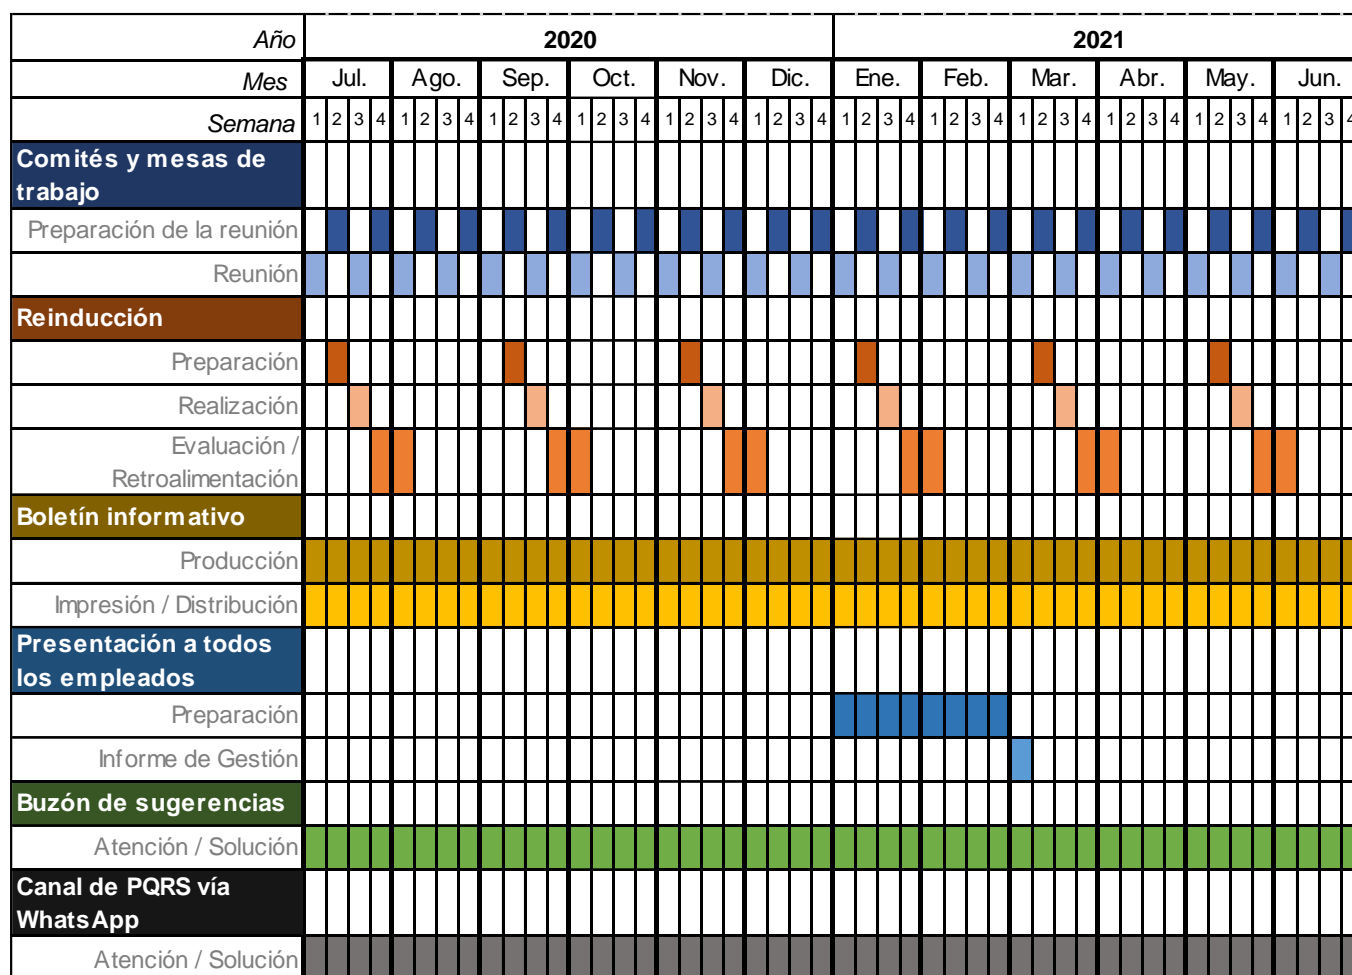 Año 2020 2021
Mes Jul. Ago. Sep. Oct. Nov. Dic. Ene. Feb. Mar. Abr. May. Jun.
Semana 1 2 3 4 1 2 3 4 1 2 3 4 1 2 3 4 1 2 3 4 1 2 3 4 1 2 3 4 1 2 3 4 1 2 3 4 1 2 3 4 1 2 3 4 1 2 3 4
Comités y mesas de
trabajo
Preparación de la reunión
Reunión
Reinducción
Preparación
Realización
Evaluación /
Retroalimentación
Boletín informativo
Producción
Impresión / Distribución
Presentación a todos
los empleados
Preparación
Informe de Gestión
Buzón de sugerencias
Atención / Solución
Canal de PQRS vía
WhatsApp
Atención / Solución